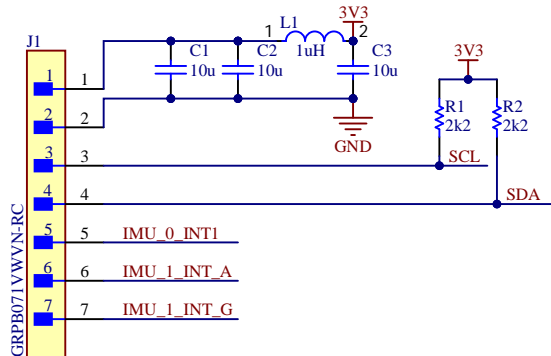 J1
1
1
2
2
3
3
4
4
5
5
6
6
7
7
GRPB071VWVN-RC
C1
10u
C2
10u
1
L1
1uH
3V3
2
C3
10u
GND
3V3
R1
2k2
R2
2k2
SCL
SDA
IMU_0_INT1
IMU_1_INT_A
IMU_1_INT_G